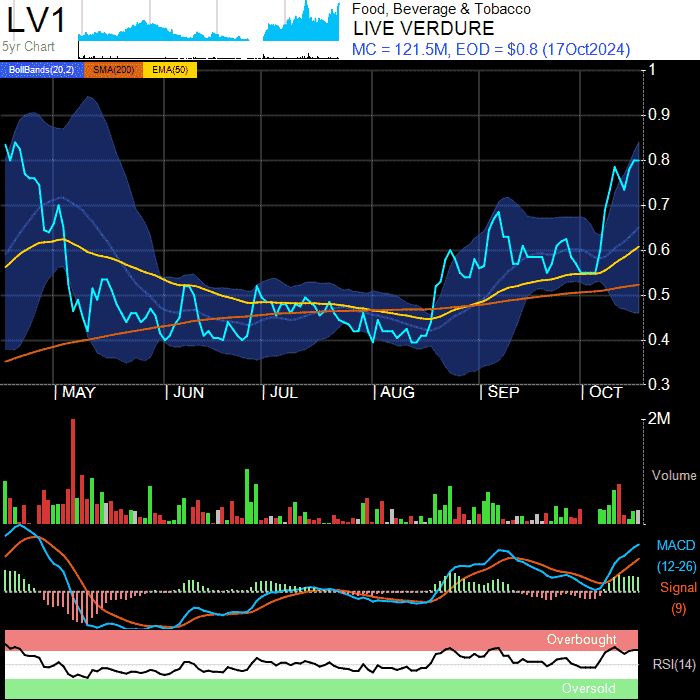 LV1
5yr Chart
Food, Beverage & Tobacco
LIVE VERDURE
MC = 121.5M, EOD = $0.8 (17Oct2024)
BollBands(20,2) SMA(200) EMA(50)
1
0.9
0.8
0.7
0.6
0.5
0.4
0.3
MAY JUN JUL AUG SEP OCT
2M
Volume
MACD
(12-26)
Signal
(9)
Overbought
RSI(14)
Oversold